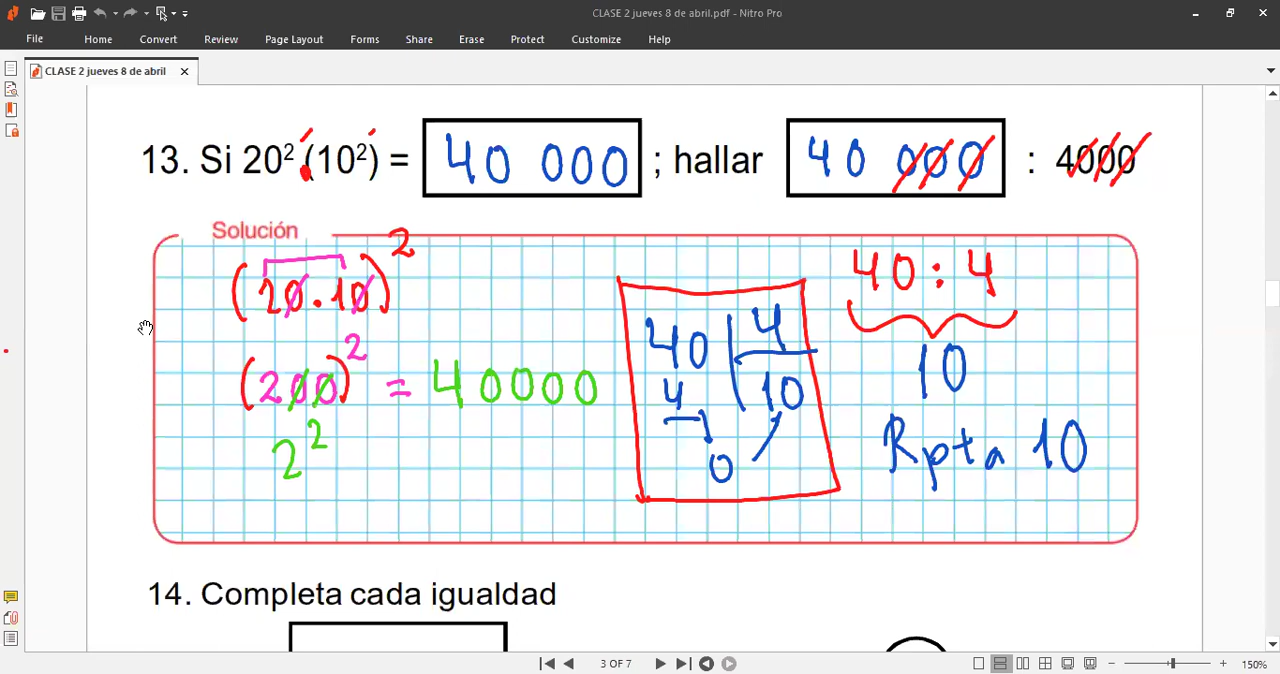 CLASE 2 jueves 8 de abril.pdf - Nitro Pro
File Home Convert Review Page Layout Forms Share Erase Protect Customize Help
CLASE 2 jueves 8 de abril
13. Si 20² (10²) = 40 000 ; hallar 40 000 : 4000
Solución
(20.10)²
40 : 4
(200)² = 40000
40 4
4 10
0
10
2²
Rpta 10
14. Completa cada igualdad
3 OF 7
150%